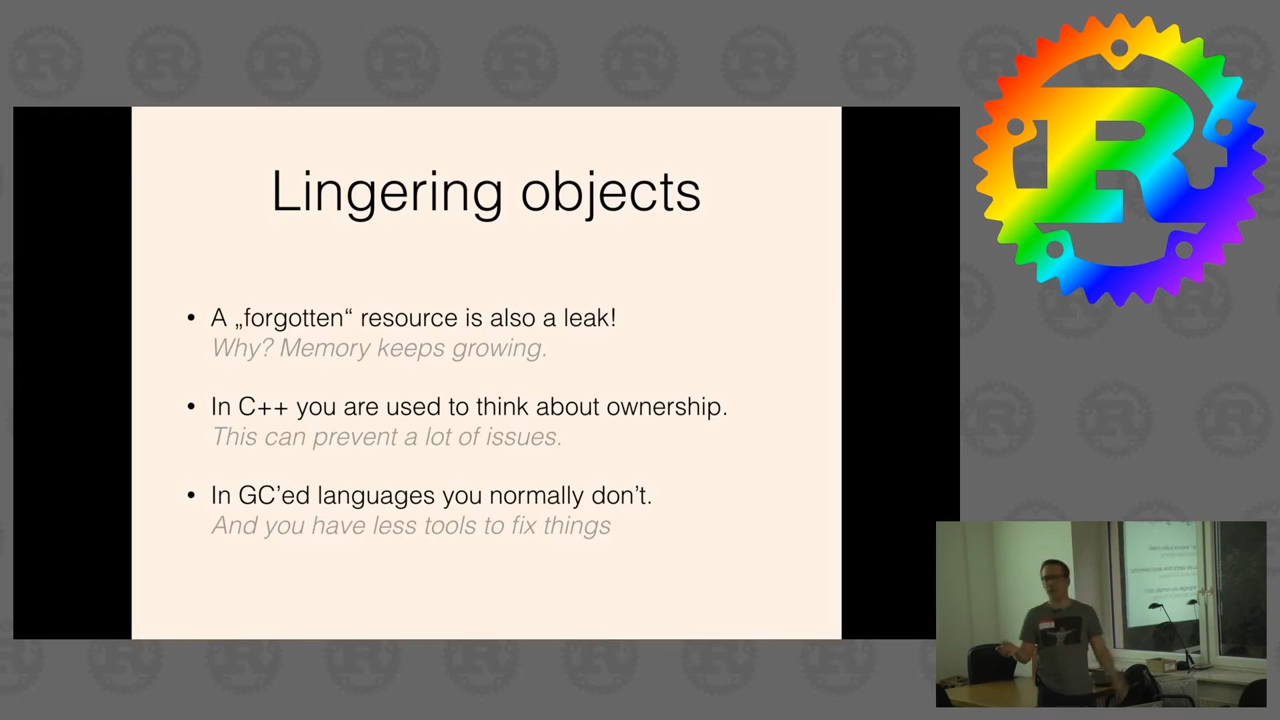 Lingering objects
• A „forgotten“ resource is also a leak!
Why? Memory keeps growing.
• In C++ you are used to think about ownership.
This can prevent a lot of issues.
• In GC’ed languages you normally don’t.
And you have less tools to fix things
R